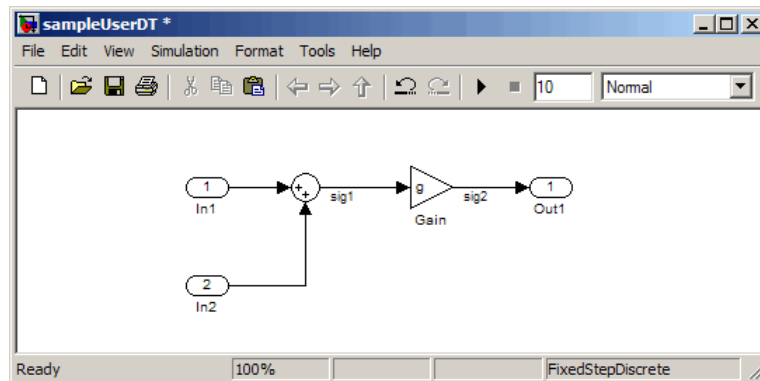 sampleUserDT *
File Edit View Simulation Format Tools Help
10 Normal
1
In1
+
+
sig1
g
Gain
sig2
1
Out1
2
In2
Ready 100% FixedStepDiscrete